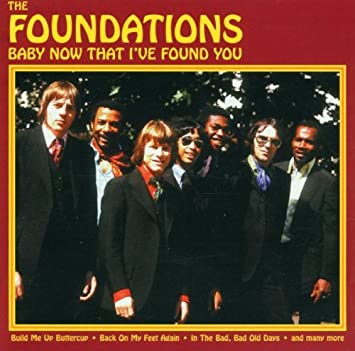 THE
FOUNDATIONS
BABY NOW THAT I'VE FOUND YOU
Build Me Up Buttercup • Back On My Feet Again • In The Bad, Bad Old Days • and many more